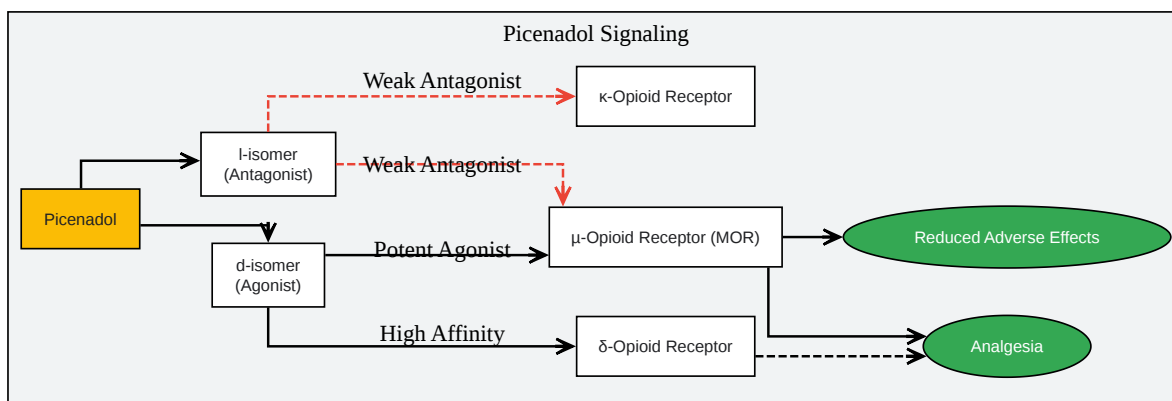 Picenadol Signaling
Weak Antagonist
κ-Opioid Receptor
l-isomer
(Antagonist)
Weak Antagonist
Picenadol
μ-Opioid Receptor (MOR)
Reduced Adverse Effects
d-isomer
(Agonist)
Potent Agonist
High Affinity
δ-Opioid Receptor
Analgesia